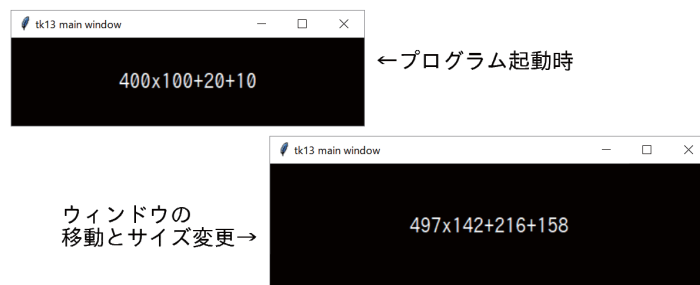 tk13 main window
400x100+20+10
←プログラム起動時
tk13 main window
ウィンドウの
移動とサイズ変更→
497x142+216+158